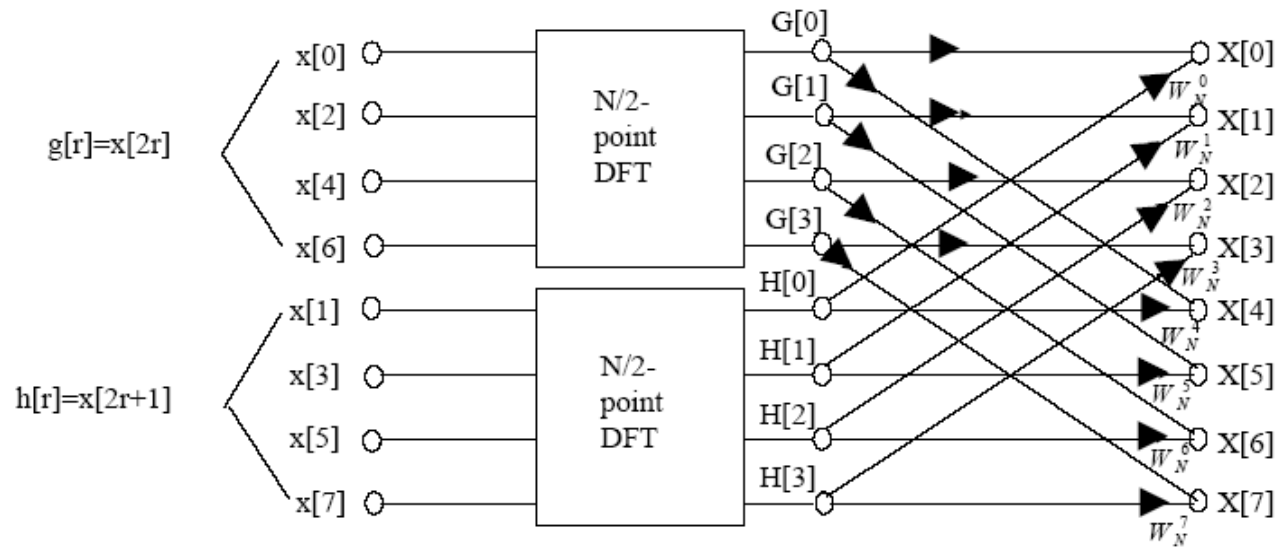 g[r]=x[2r]
x[0]
x[2]
x[4]
x[6]
N/2-
point
DFT
G[0]
G[1]
G[2]
G[3]
h[r]=x[2r+1]
x[1]
x[3]
x[5]
x[7]
N/2-
point
DFT
H[0]
H[1]
H[2]
H[3]
W_N^0
W_N^1
W_N^2
W_N^3
W_N^4
W_N^5
W_N^6
W_N^7
X[0]
X[1]
X[2]
X[3]
X[4]
X[5]
X[6]
X[7]